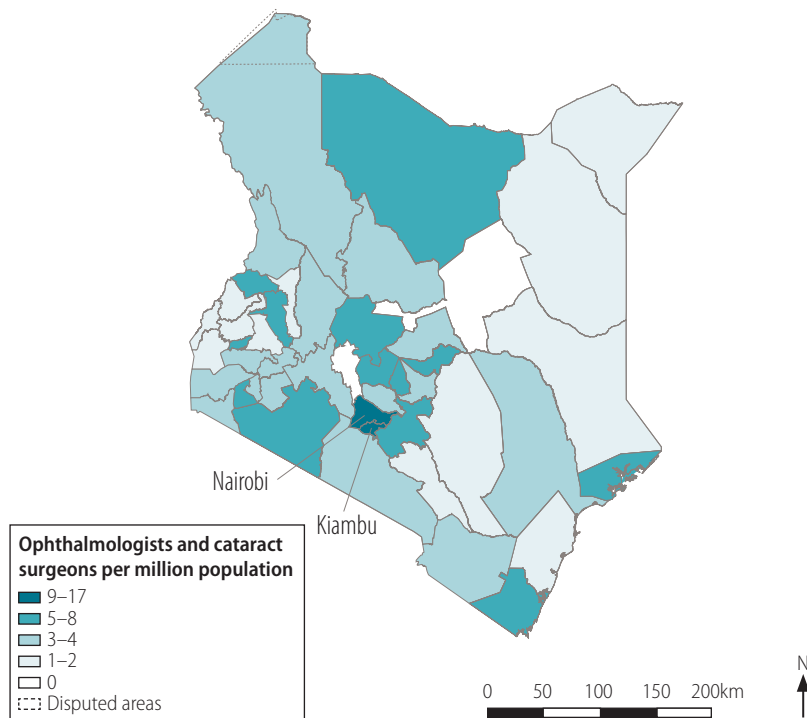 Nairobi
Kiambu
Ophthalmologists and cataract
surgeons per million population
9–17
5–8
3–4
1–2
0
Disputed areas
0 50 100 150 200km
N